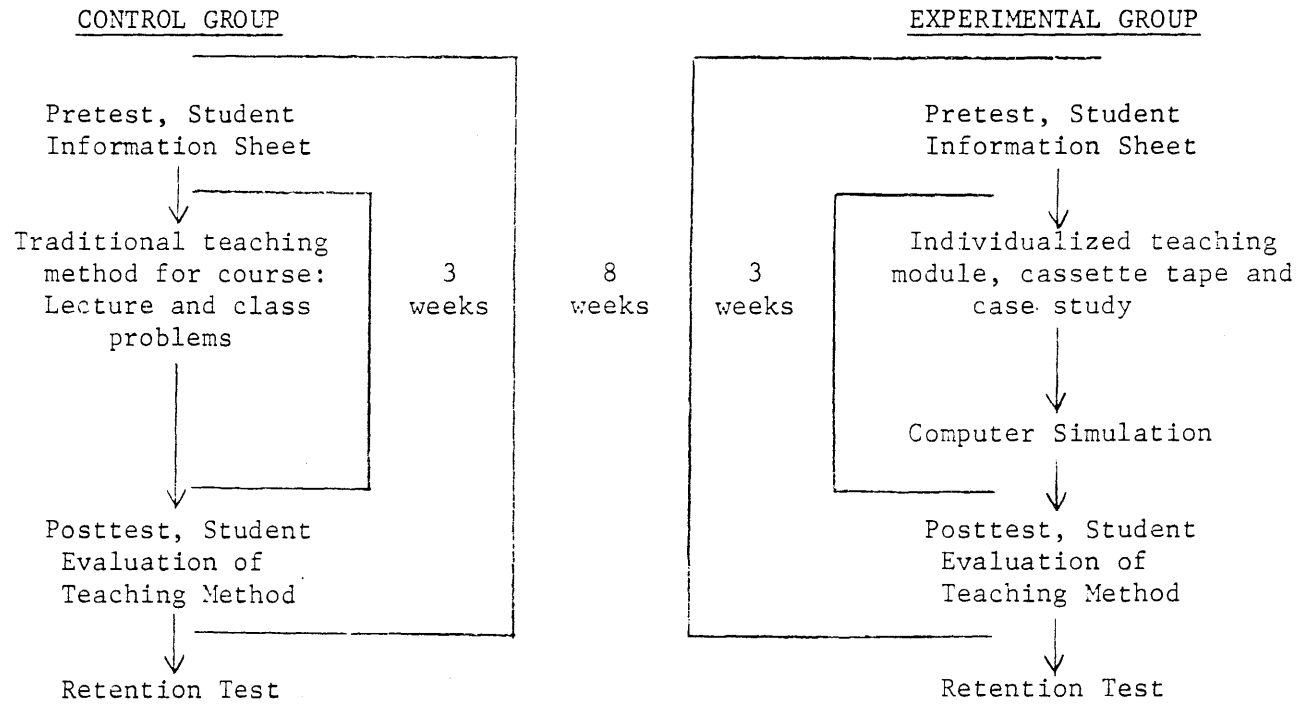 CONTROL GROUP
Pretest, Student
Information Sheet
Traditional teaching
method for course:
Lecture and class
problems
Posttest, Student
Evaluation of
Teaching Method
Retention Test
3
weeks
8
weeks
3
weeks
EXPERIMENTAL GROUP
Pretest, Student
Information Sheet
Individualized teaching
module, cassette tape and
case study
Computer Simulation
Posttest, Student
Evaluation of
Teaching Method
Retention Test